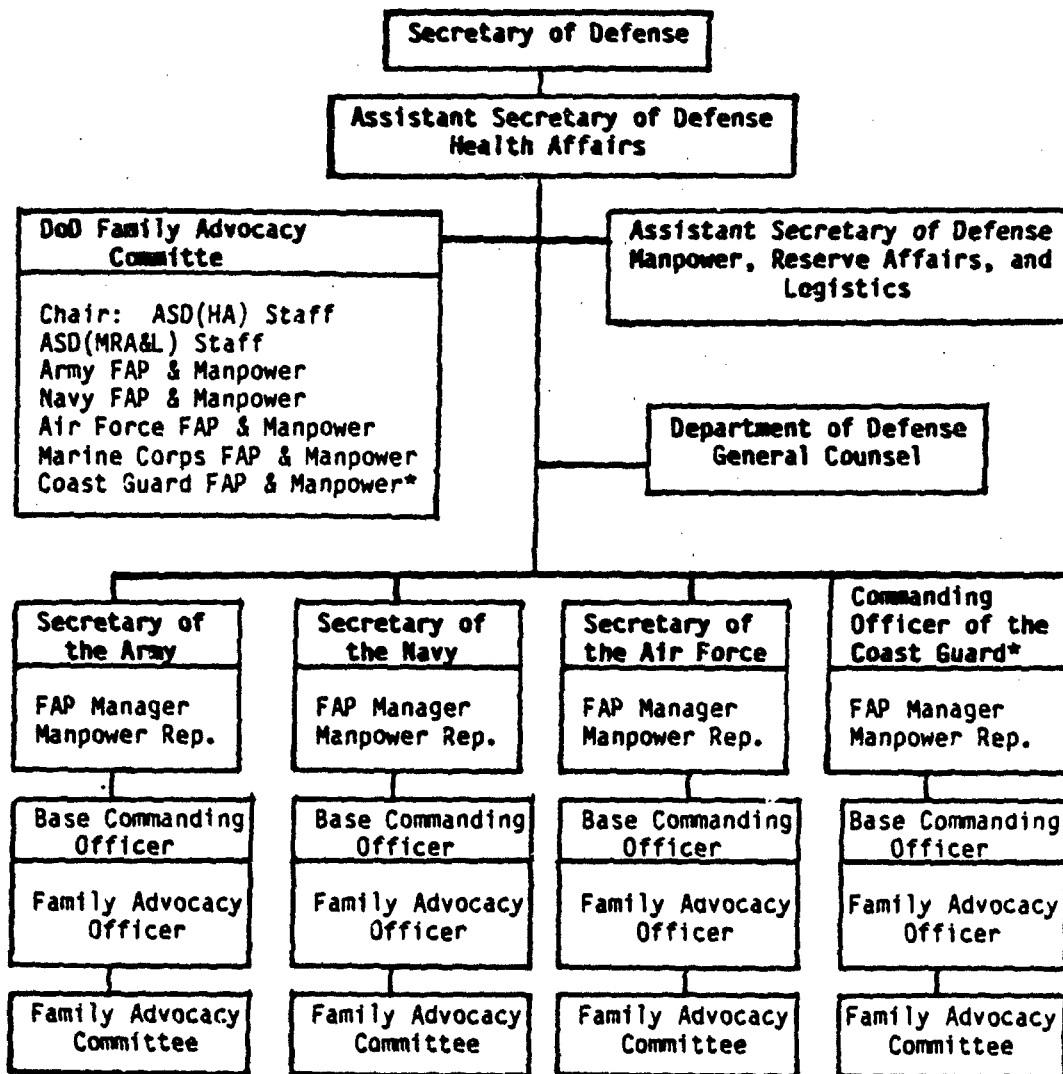 Secretary of Defense
Assistant Secretary of Defense
Health Affairs
DoD Family Advocacy
Committe
Chair: ASD(HA) Staff
ASD(MRA&L) Staff
Army FAP & Manpower
Navy FAP & Manpower
Air Force FAP & Manpower
Marine Corps FAP & Manpower
Coast Guard FAP & Manpower*
Assistant Secretary of Defense
Manpower, Reserve Affairs, and
Logistics
Department of Defense
General Counsel
Secretary of
the Army
FAP Manager
Manpower Rep.
Secretary of
the Navy
FAP Manager
Manpower Rep.
Secretary of
the Air Force
FAP Manager
Manpower Rep.
Commanding
Officer of the
Coast Guard*
FAP Manager
Manpower Rep.
Base Commanding
Officer
Family Advocacy
Officer
Base Commanding
Officer
Family Advocacy
Officer
Base Commanding
Officer
Family Advocacy
Officer
Base Commanding
Officer
Family Advocacy
Officer
Family Advocacy
Committee
Family Advocacy
Committee
Family Advocacy
Committee
Family Advocacy
Committee